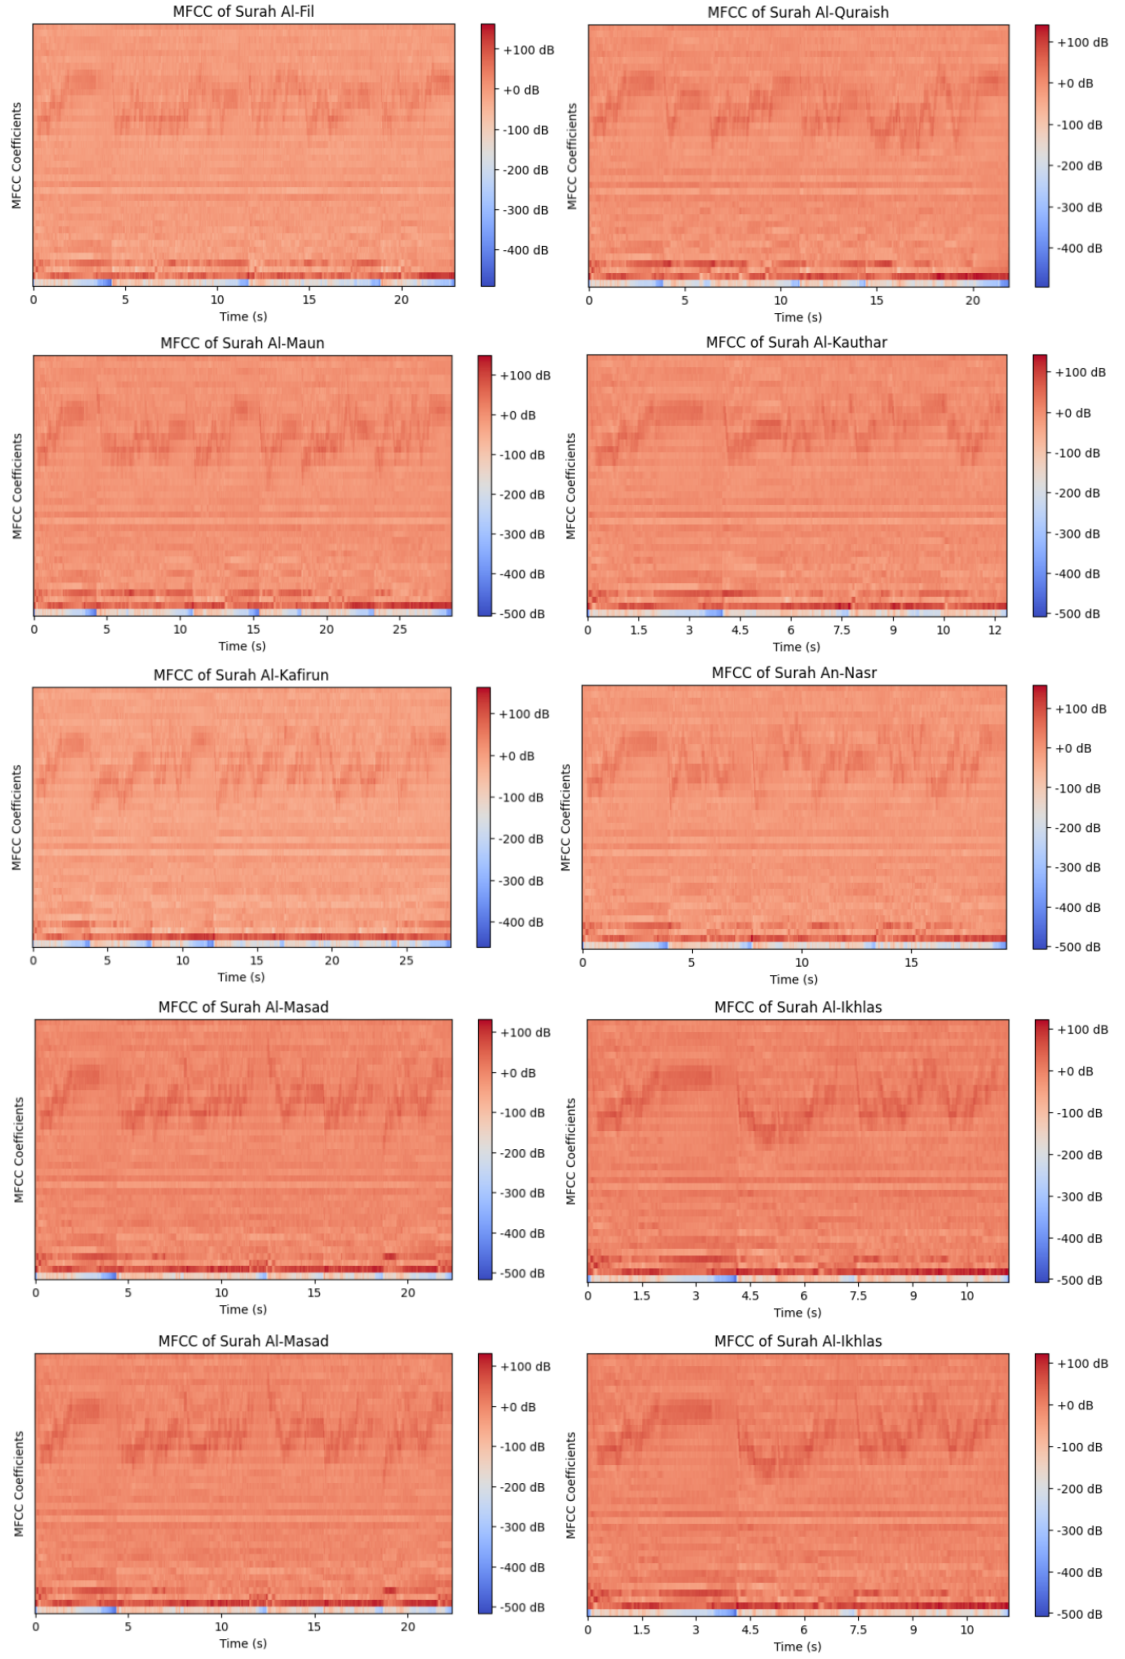 MFCC of Surah Al-Fil
MFCC Coefficients
+100 dB
+0 dB
-100 dB
-200 dB
-300 dB
-400 dB
0 5 10 15 20
Time (s)
MFCC of Surah Al-Quraish
MFCC Coefficients
+100 dB
+0 dB
-100 dB
-200 dB
-300 dB
-400 dB
0 5 10 15 20
Time (s)
MFCC of Surah Al-Maun
MFCC Coefficients
+100 dB
+0 dB
-100 dB
-200 dB
-300 dB
-400 dB
-500 dB
0 5 10 15 20 25
Time (s)
MFCC of Surah Al-Kauthar
MFCC Coefficients
+100 dB
+0 dB
-100 dB
-200 dB
-300 dB
-400 dB
-500 dB
0 1.5 3 4.5 6 7.5 9 10 12
Time (s)
MFCC of Surah Al-Kafirun
MFCC Coefficients
+100 dB
+0 dB
-100 dB
-200 dB
-300 dB
-400 dB
0 5 10 15 20 25
Time (s)
MFCC of Surah An-Nasr
MFCC Coefficients
+100 dB
+0 dB
-100 dB
-200 dB
-300 dB
-400 dB
-500 dB
0 5 10 15
Time (s)
MFCC of Surah Al-Masad
MFCC Coefficients
+100 dB
+0 dB
-100 dB
-200 dB
-300 dB
-400 dB
-500 dB
0 5 10 15 20
Time (s)
MFCC of Surah Al-Ikhlas
MFCC Coefficients
+100 dB
+0 dB
-100 dB
-200 dB
-300 dB
-400 dB
-500 dB
0 1.5 3 4.5 6 7.5 9 10
Time (s)
MFCC of Surah Al-Masad
MFCC Coefficients
+100 dB
+0 dB
-100 dB
-200 dB
-300 dB
-400 dB
-500 dB
0 5 10 15 20
Time (s)
MFCC of Surah Al-Ikhlas
MFCC Coefficients
+100 dB
+0 dB
-100 dB
-200 dB
-300 dB
-400 dB
-500 dB
0 1.5 3 4.5 6 7.5 9 10
Time (s)